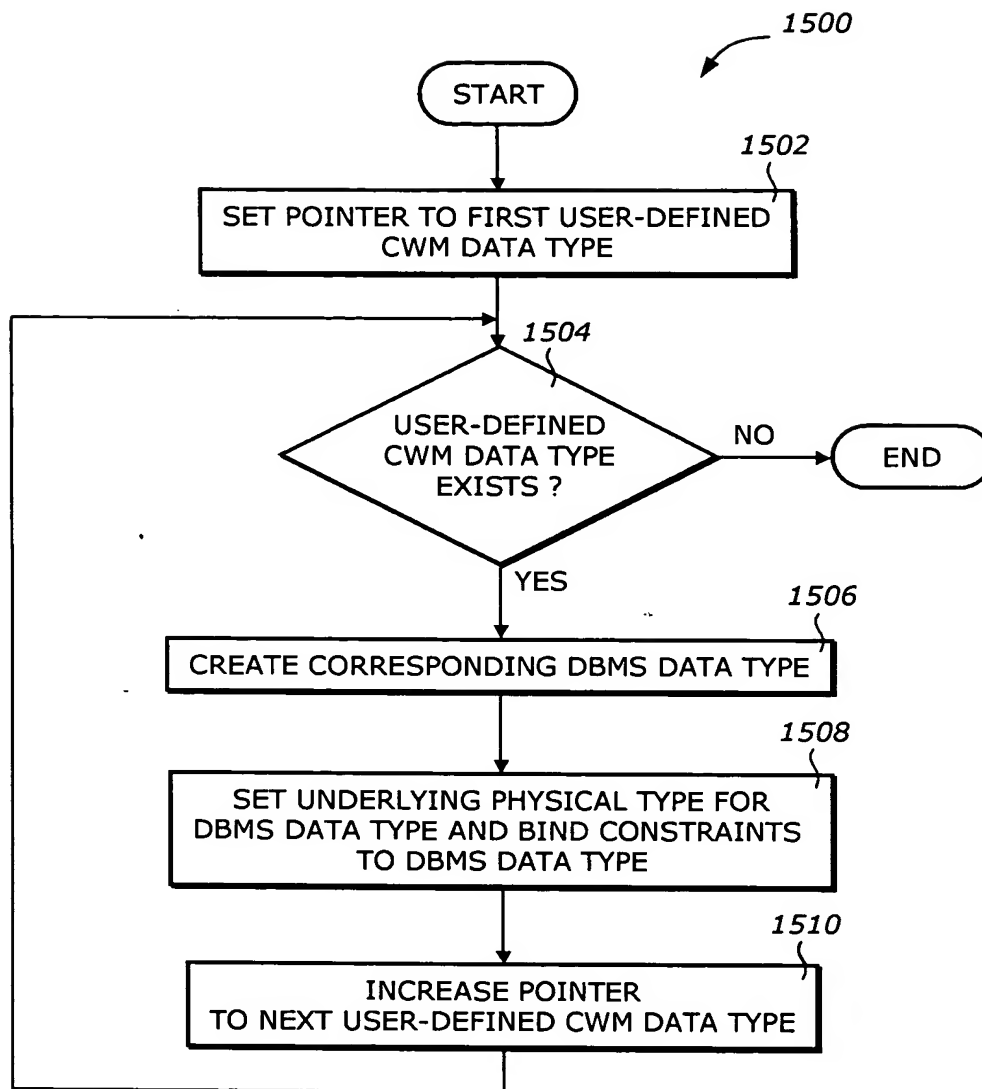 1500
START
1502
SET POINTER TO FIRST USER-DEFINED
CWM DATA TYPE
1504
USER-DEFINED
CWM DATA TYPE
EXISTS ?
NO
END
YES
1506
CREATE CORRESPONDING DBMS DATA TYPE
1508
SET UNDERLYING PHYSICAL TYPE FOR
DBMS DATA TYPE AND BIND CONSTRAINTS
TO DBMS DATA TYPE
1510
INCREASE POINTER
TO NEXT USER-DEFINED CWM DATA TYPE